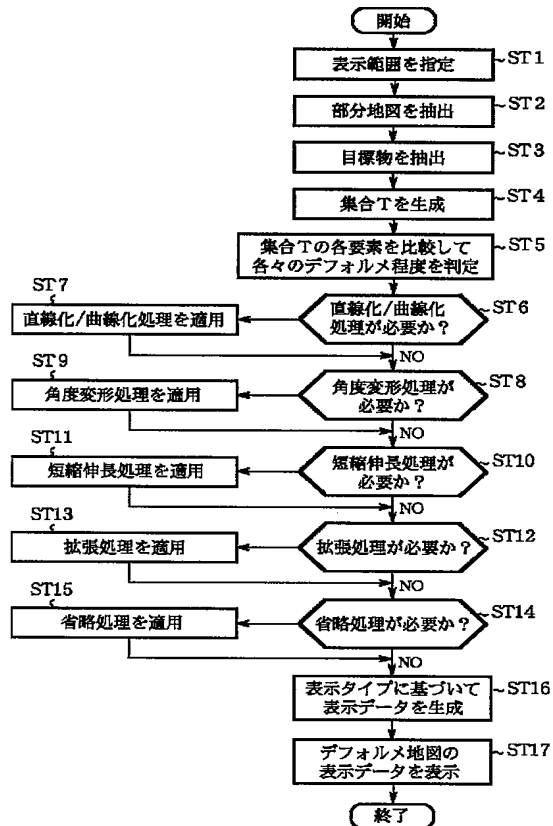 開始
表示範囲を指定
ST1
部分地図を抽出
ST2
目標物を抽出
ST3
集合Tを生成
ST4
集合Tの各要素を比較して
各々のデフォルメ程度を判定
ST5
直線化/曲線化
処理が必要か?
ST6
ST7
直線化/曲線化処理を適用
NO
角度変形処理が
必要か?
ST8
ST9
角度変形処理を適用
NO
短縮伸長処理が
必要か?
ST10
ST11
短縮伸長処理を適用
NO
拡張処理が必要か?
ST12
ST13
拡張処理を適用
NO
省略処理が必要か?
ST14
ST15
省略処理を適用
NO
表示タイプに基づいて
表示データを生成
ST16
デフォルメ地図の
表示データを表示
ST17
終了